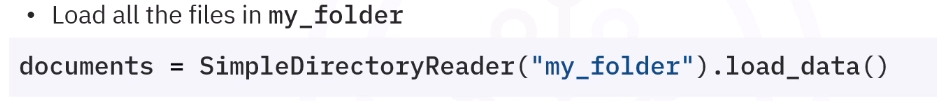 • Load all the files in my_folder
documents = SimpleDirectoryReader("my_folder").load_data()